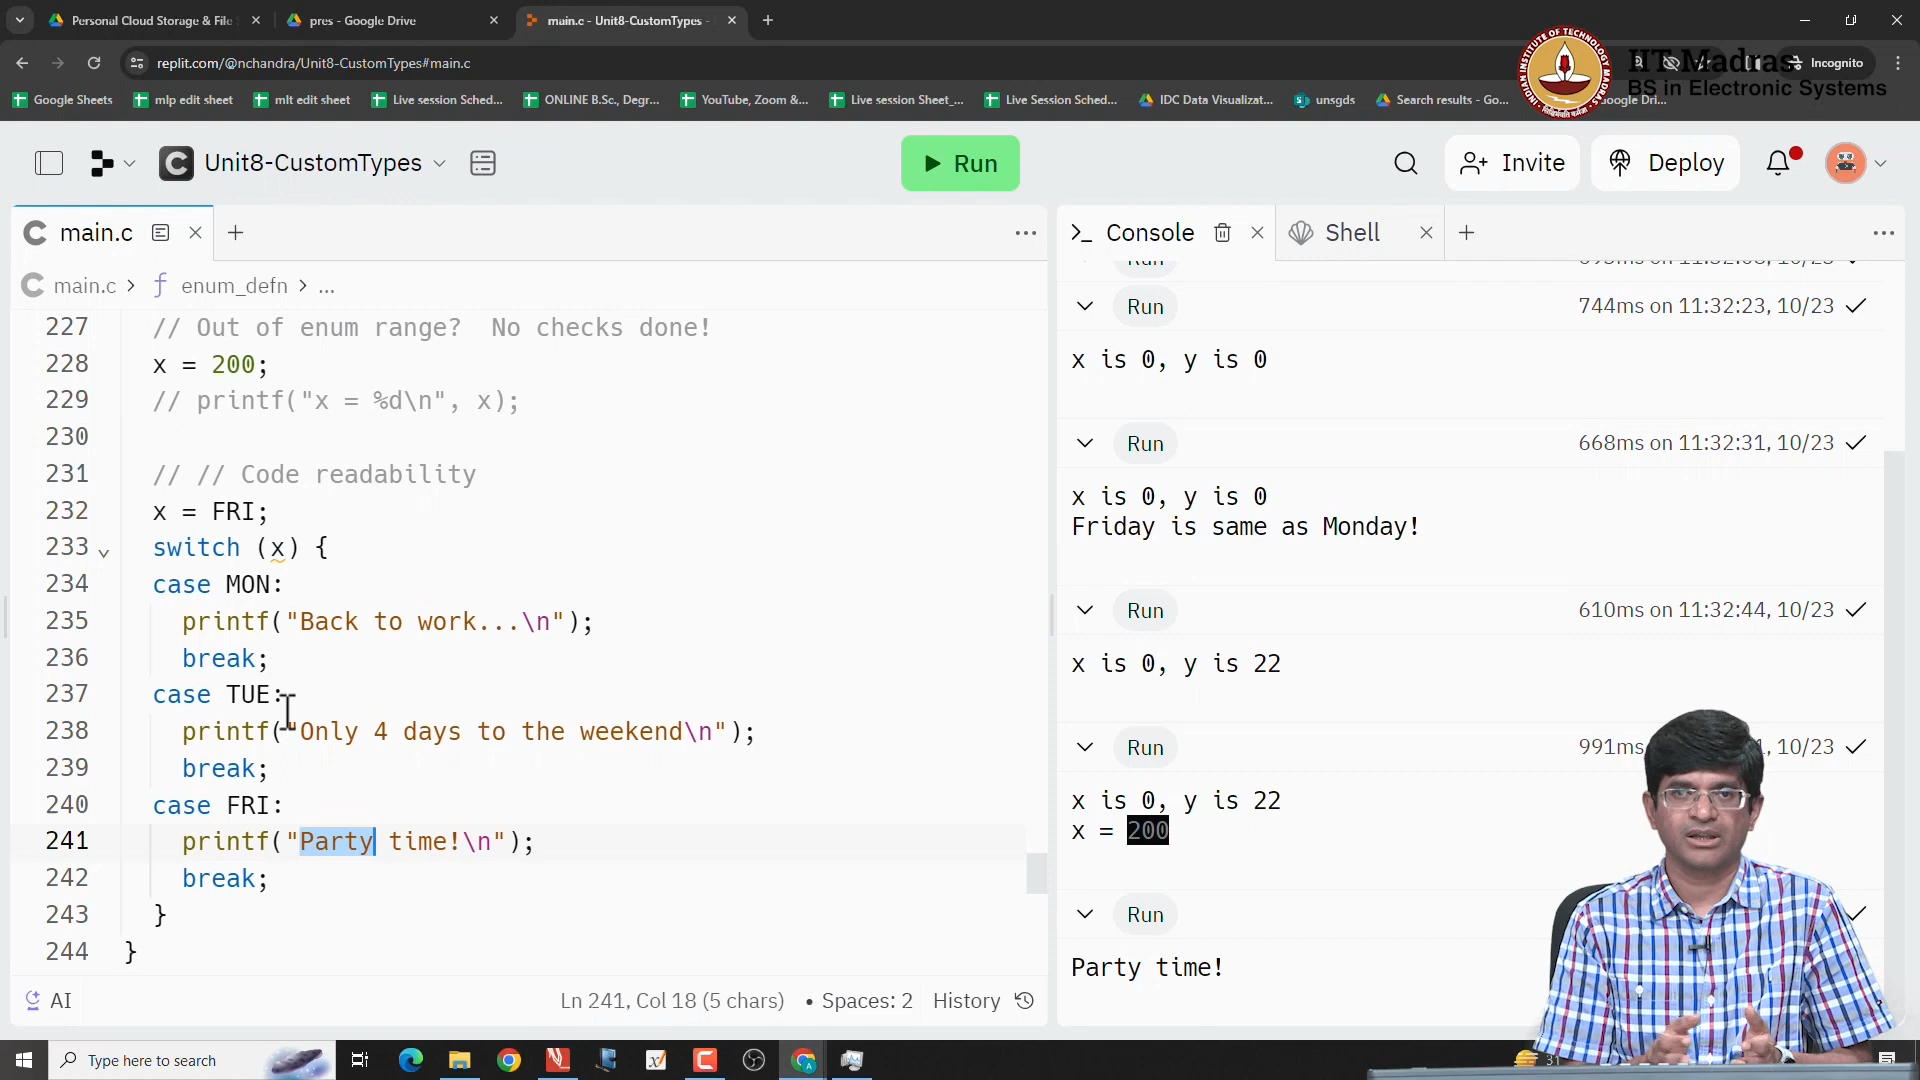 Personal Cloud Storage & File
pres - Google Drive
main.c - Unit8-CustomTypes -
replit.com/@nchandra/Unit8-CustomTypes#main.c
Incognito
IIT Madras
BS in Electronic Systems
Google Sheets
mlp edit sheet
mlt edit sheet
Live session Sched...
ONLINE B.Sc., Degr...
YouTube, Zoom &...
Live session Sheet_...
Live Session Sched...
IDC Data Visualizat...
unsgds
Search results - Go...
Unit8-CustomTypes
Run
Invite
Deploy
main.c
Console
Shell
main.c > enum_defn > ...
227 // Out of enum range?  No checks done!
228 x = 200;
229 // printf("x = %d\n", x);
230
231 // // Code readability
232 x = FRI;
233 switch (x) {
234 case MON:
235 printf("Back to work...\n");
236 break;
237 case TUE:
238 printf("Only 4 days to the weekend\n");
239 break;
240 case FRI:
241 printf("Party time!\n");
242 break;
243 }
244 }
AI
Ln 241, Col 18 (5 chars) • Spaces: 2 History
Run
744ms on 11:32:23, 10/23
x is 0, y is 0
Run
668ms on 11:32:31, 10/23
x is 0, y is 0
Friday is same as Monday!
Run
610ms on 11:32:44, 10/23
x is 0, y is 22
Run
991ms
10/23
x is 0, y is 22
x = 200
Run
Party time!
Type here to search